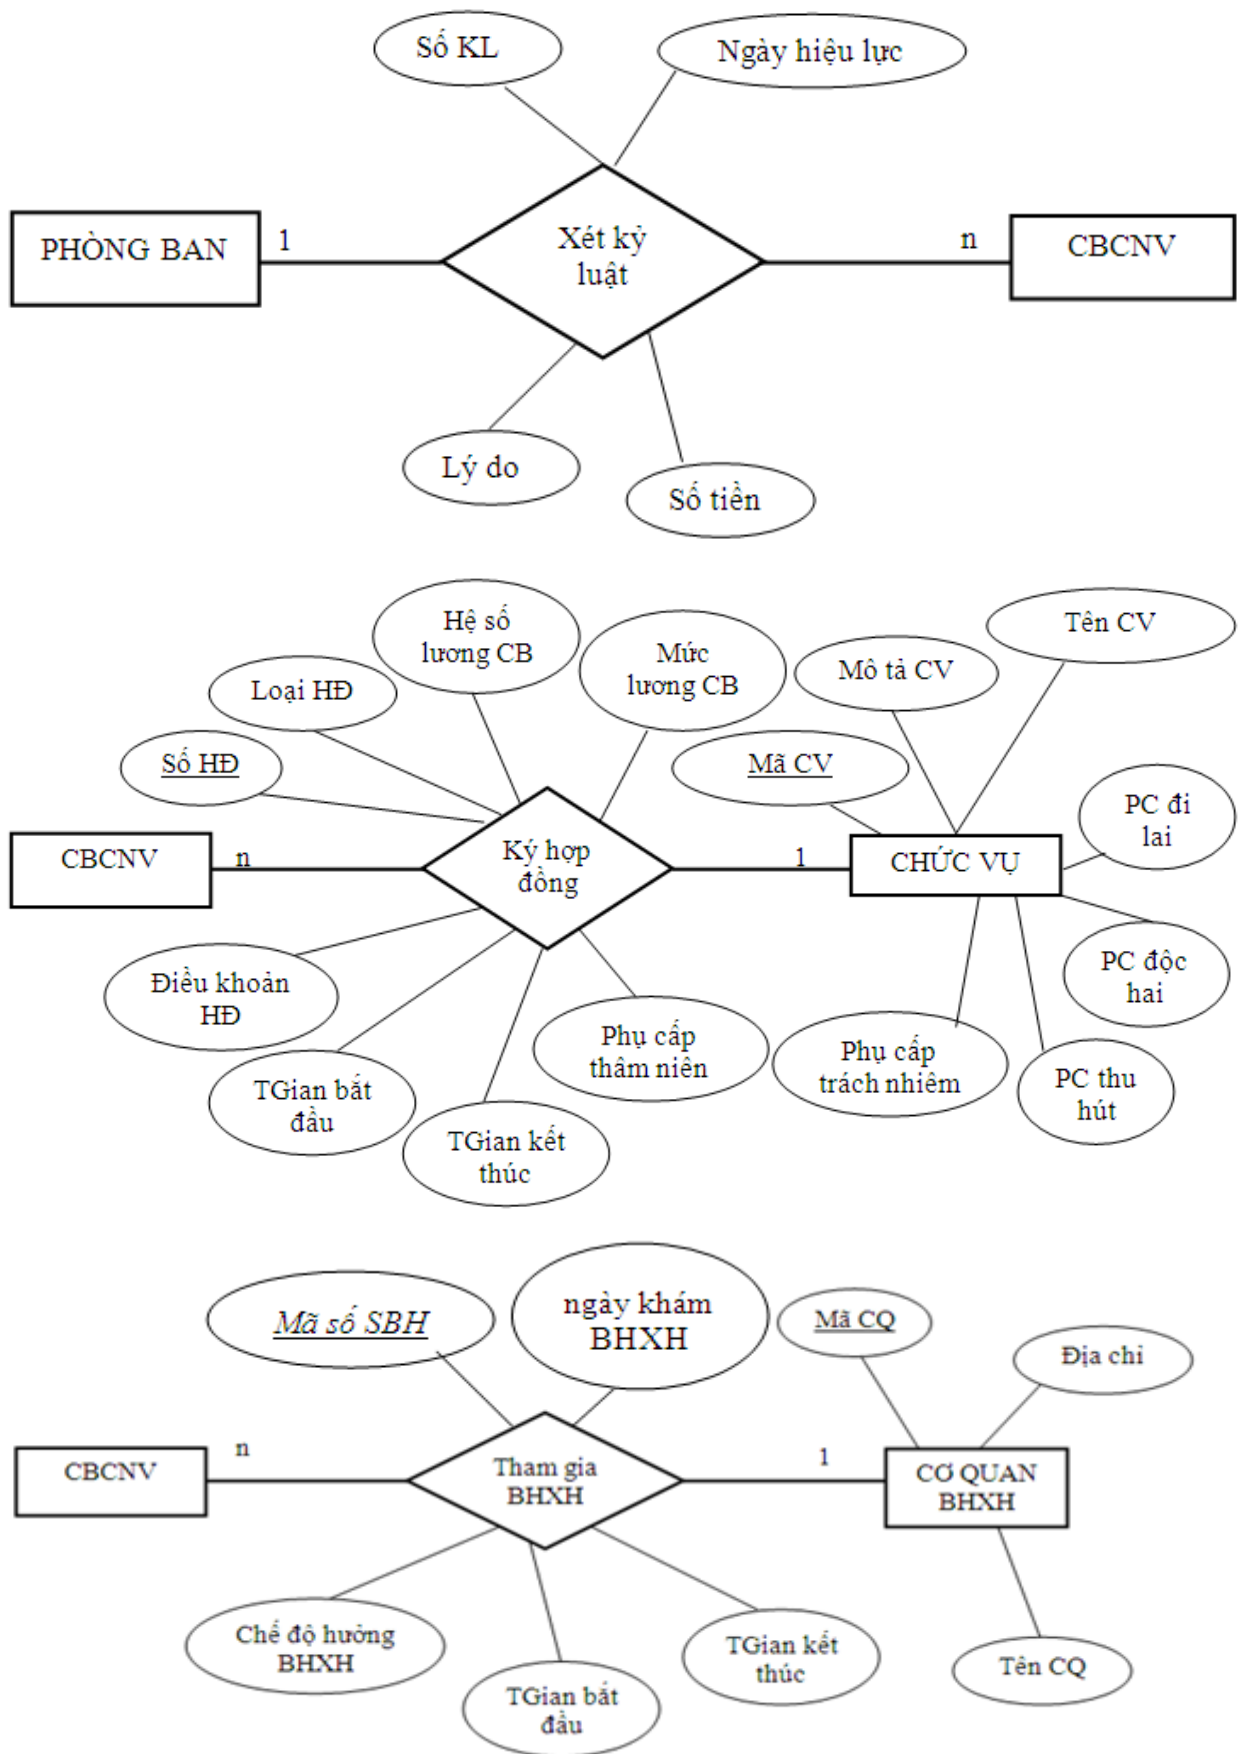 Số KL
Ngày hiệu lực
PHÒNG BAN
1
Xét kỷ
luật
n
CBCNV
Lý do
Số tiền
Hệ số
lương CB
Mức
lương CB
Tên CV
Mô tả CV
Loại HĐ
Số HĐ
Mã CV
PC đi
lai
CBCNV
n
Ký hợp
đồng
1
CHỨC VỤ
PC độc
hai
Điều khoản
HĐ
Phụ cấp
thâm niên
Phụ cấp
trách nhiêm
TGian bắt
đầu
PC thu
hút
TGian kết
thúc
Mã số SBH
ngày khám
BHXH
Mã CQ
Địa chỉ
CBCNV
n
Tham gia
BHXH
1
CƠ QUAN
BHXH
Chế độ hưởng
BHXH
TGian kết
thúc
Tên CQ
TGian bắt
đầu